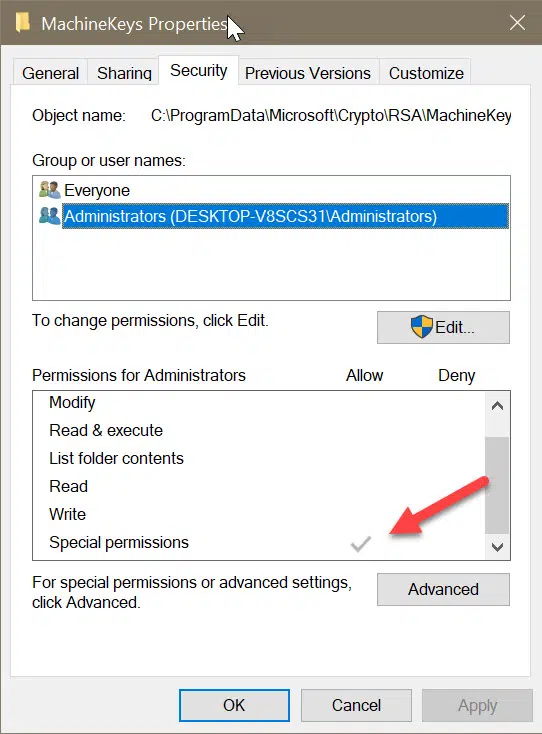 MachineKeys Properties
General Sharing Security Previous Versions Customize
Object name: C:\ProgramData\Microsoft\Crypto\RSA\MachineKey
Group or user names:
Everyone
Administrators (DESKTOP-V8SCS31\Administrators)
To change permissions, click Edit.
Edit...
Permissions for Administrators Allow Deny
Modify
Read & execute
List folder contents
Read
Write
Special permissions
For special permissions or advanced settings,
click Advanced.
Advanced
OK Cancel Apply